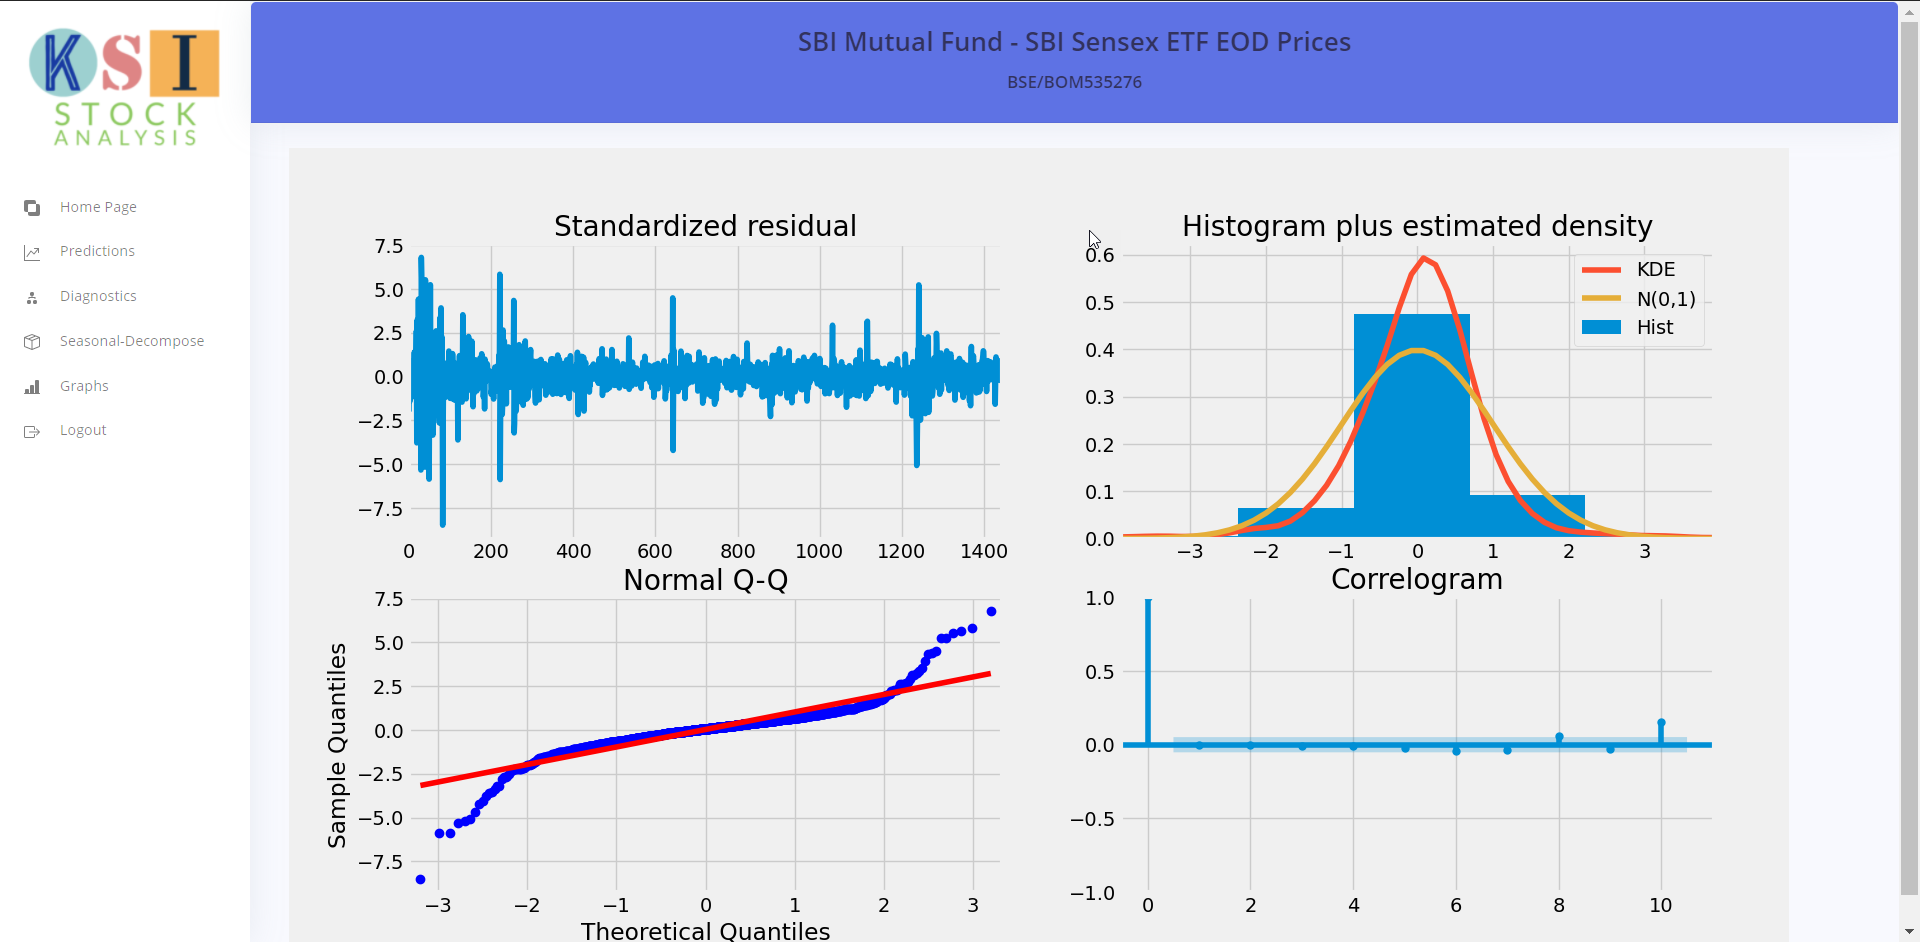 KSI
STOCK
ANALYSIS
Home Page
Predictions
Diagnostics
Seasonal-Decompose
Graphs
Logout
SBI Mutual Fund - SBI Sensex ETF EOD Prices
BSE/BOM535276
Standardized residual
7.5
5.0
2.5
0.0
−2.5
−5.0
−7.5
0 200 400 600 800 1000 1200 1400
Histogram plus estimated density
0.6
0.5
0.4
0.3
0.2
0.1
0.0
−3 −2 −1 0 1 2 3
KDE
N(0,1)
Hist
Normal Q-Q
Sample Quantiles
7.5
5.0
2.5
0.0
−2.5
−5.0
−7.5
−3 −2 −1 0 1 2 3
Theoretical Quantiles
Correlogram
1.0
0.5
0.0
−0.5
−1.0
0 2 4 6 8 10